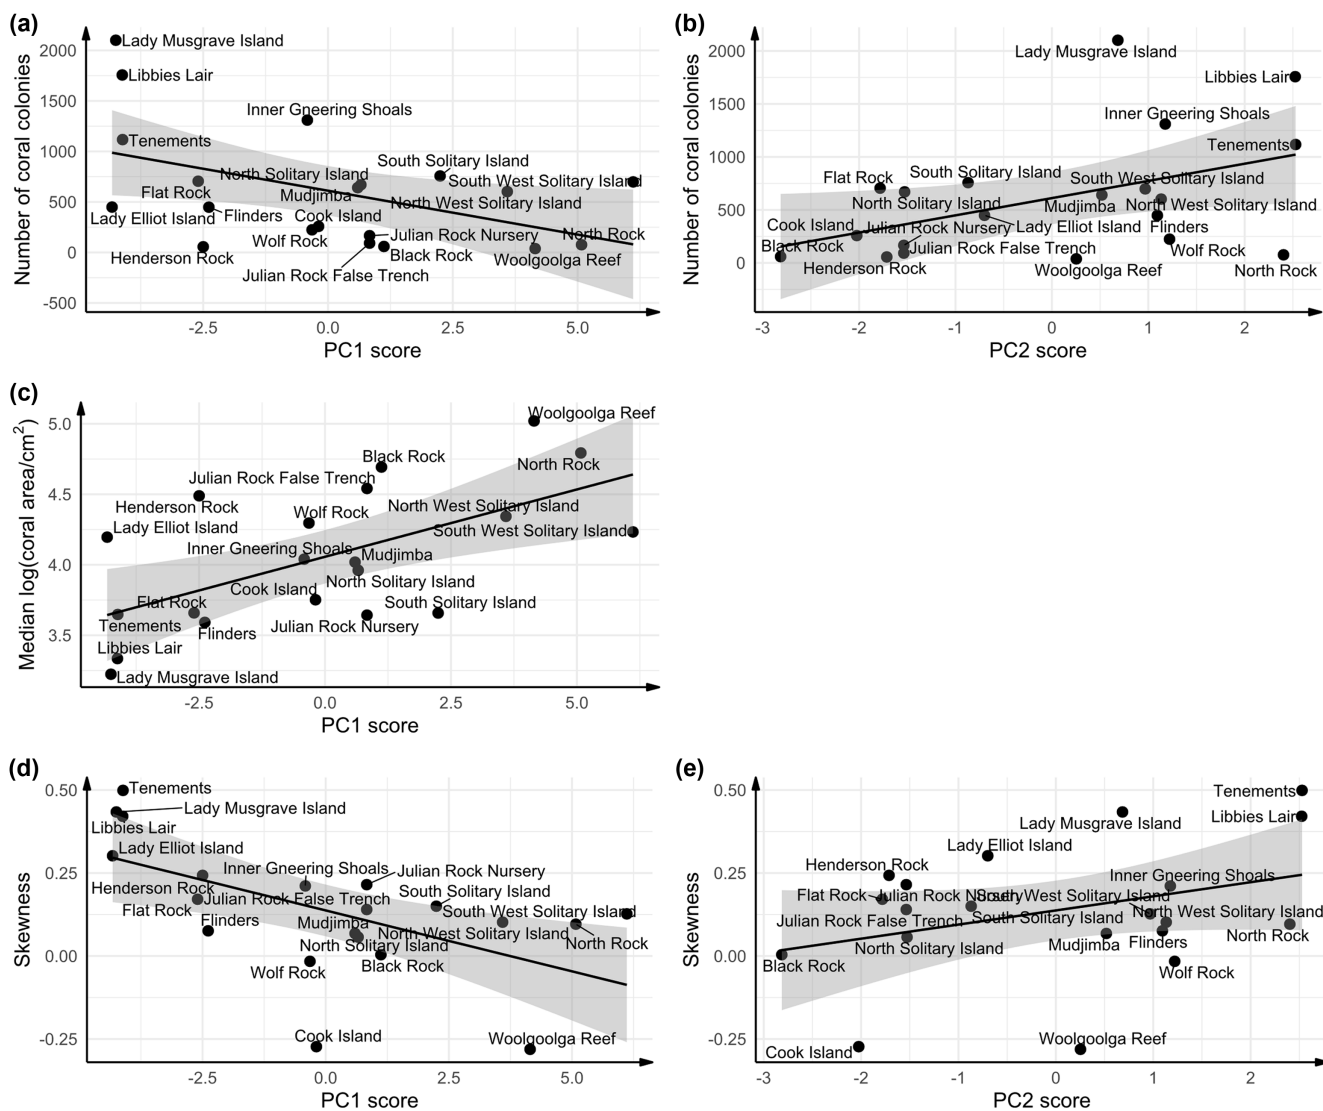 (a)
Number of coral colonies
2000
1500
1000
500
0
-500
Lady Musgrave Island
Libbies Lair
Inner Gneering Shoals
Tenements
South Solitary Island
North Solitary Island
South West Solitary Island
Flat Rock
Mudjimba
North West Solitary Island
Lady Elliot Island
Flinders
Cook Island
Wolf Rock
Julian Rock Nursery
North Rock
Henderson Rock
Black Rock
Woolgoolga Reef
Julian Rock False Trench
-2.5
0.0
2.5
5.0
PC1 score
(b)
Number of coral colonies
2000
1500
1000
500
0
Lady Musgrave Island
Libbies Lair
Inner Gneering Shoals
Tenements
Flat Rock
South Solitary Island
South West Solitary Island
North Solitary Island
Mudjimba
North West Solitary Island
Cook Island
Julian Rock Nursery
Lady Elliot Island
Flinders
Black Rock
Julian Rock False Trench
Wolf Rock
Henderson Rock
Woolgoolga Reef
North Rock
-3
-2
-1
0
1
2
PC2 score
(c)
Median log(coral area/cm2)
5.0
4.5
4.0
3.5
Woolgoolga Reef
Black Rock
North Rock
Julian Rock False Trench
Henderson Rock
North West Solitary Island
Wolf Rock
Lady Elliot Island
South West Solitary Island
Inner Gneering Shoals
Mudjimba
North Solitary Island
Cook Island
Flat Rock
South Solitary Island
Tenements
Flinders
Julian Rock Nursery
Libbies Lair
Lady Musgrave Island
-2.5
0.0
2.5
5.0
PC1 score
(d)
Skewness
0.50
0.25
0.00
-0.25
Tenements
Lady Musgrave Island
Libbies Lair
Lady Elliot Island
Inner Gneering Shoals
Julian Rock Nursery
Henderson Rock
South Solitary Island
Julian Rock False Trench
Flat Rock
South West Solitary Island
Flinders
Mudjimba
North West Solitary Island
North Solitary Island
North Rock
Wolf Rock
Black Rock
Cook Island
Woolgoolga Reef
-2.5
0.0
2.5
5.0
PC1 score
(e)
Skewness
0.50
0.25
0.00
-0.25
Tenements
Libbies Lair
Lady Musgrave Island
Lady Elliot Island
Henderson Rock
Inner Gneering Shoals
Flat Rock
Julian Rock Nursery
South West Solitary Island
Julian Rock False Trench
South Solitary Island
North West Solitary Island
North Solitary Island
Mudjimba
Flinders
North Rock
Black Rock
Wolf Rock
Cook Island
Woolgoolga Reef
-3
-2
-1
0
1
2
PC2 score